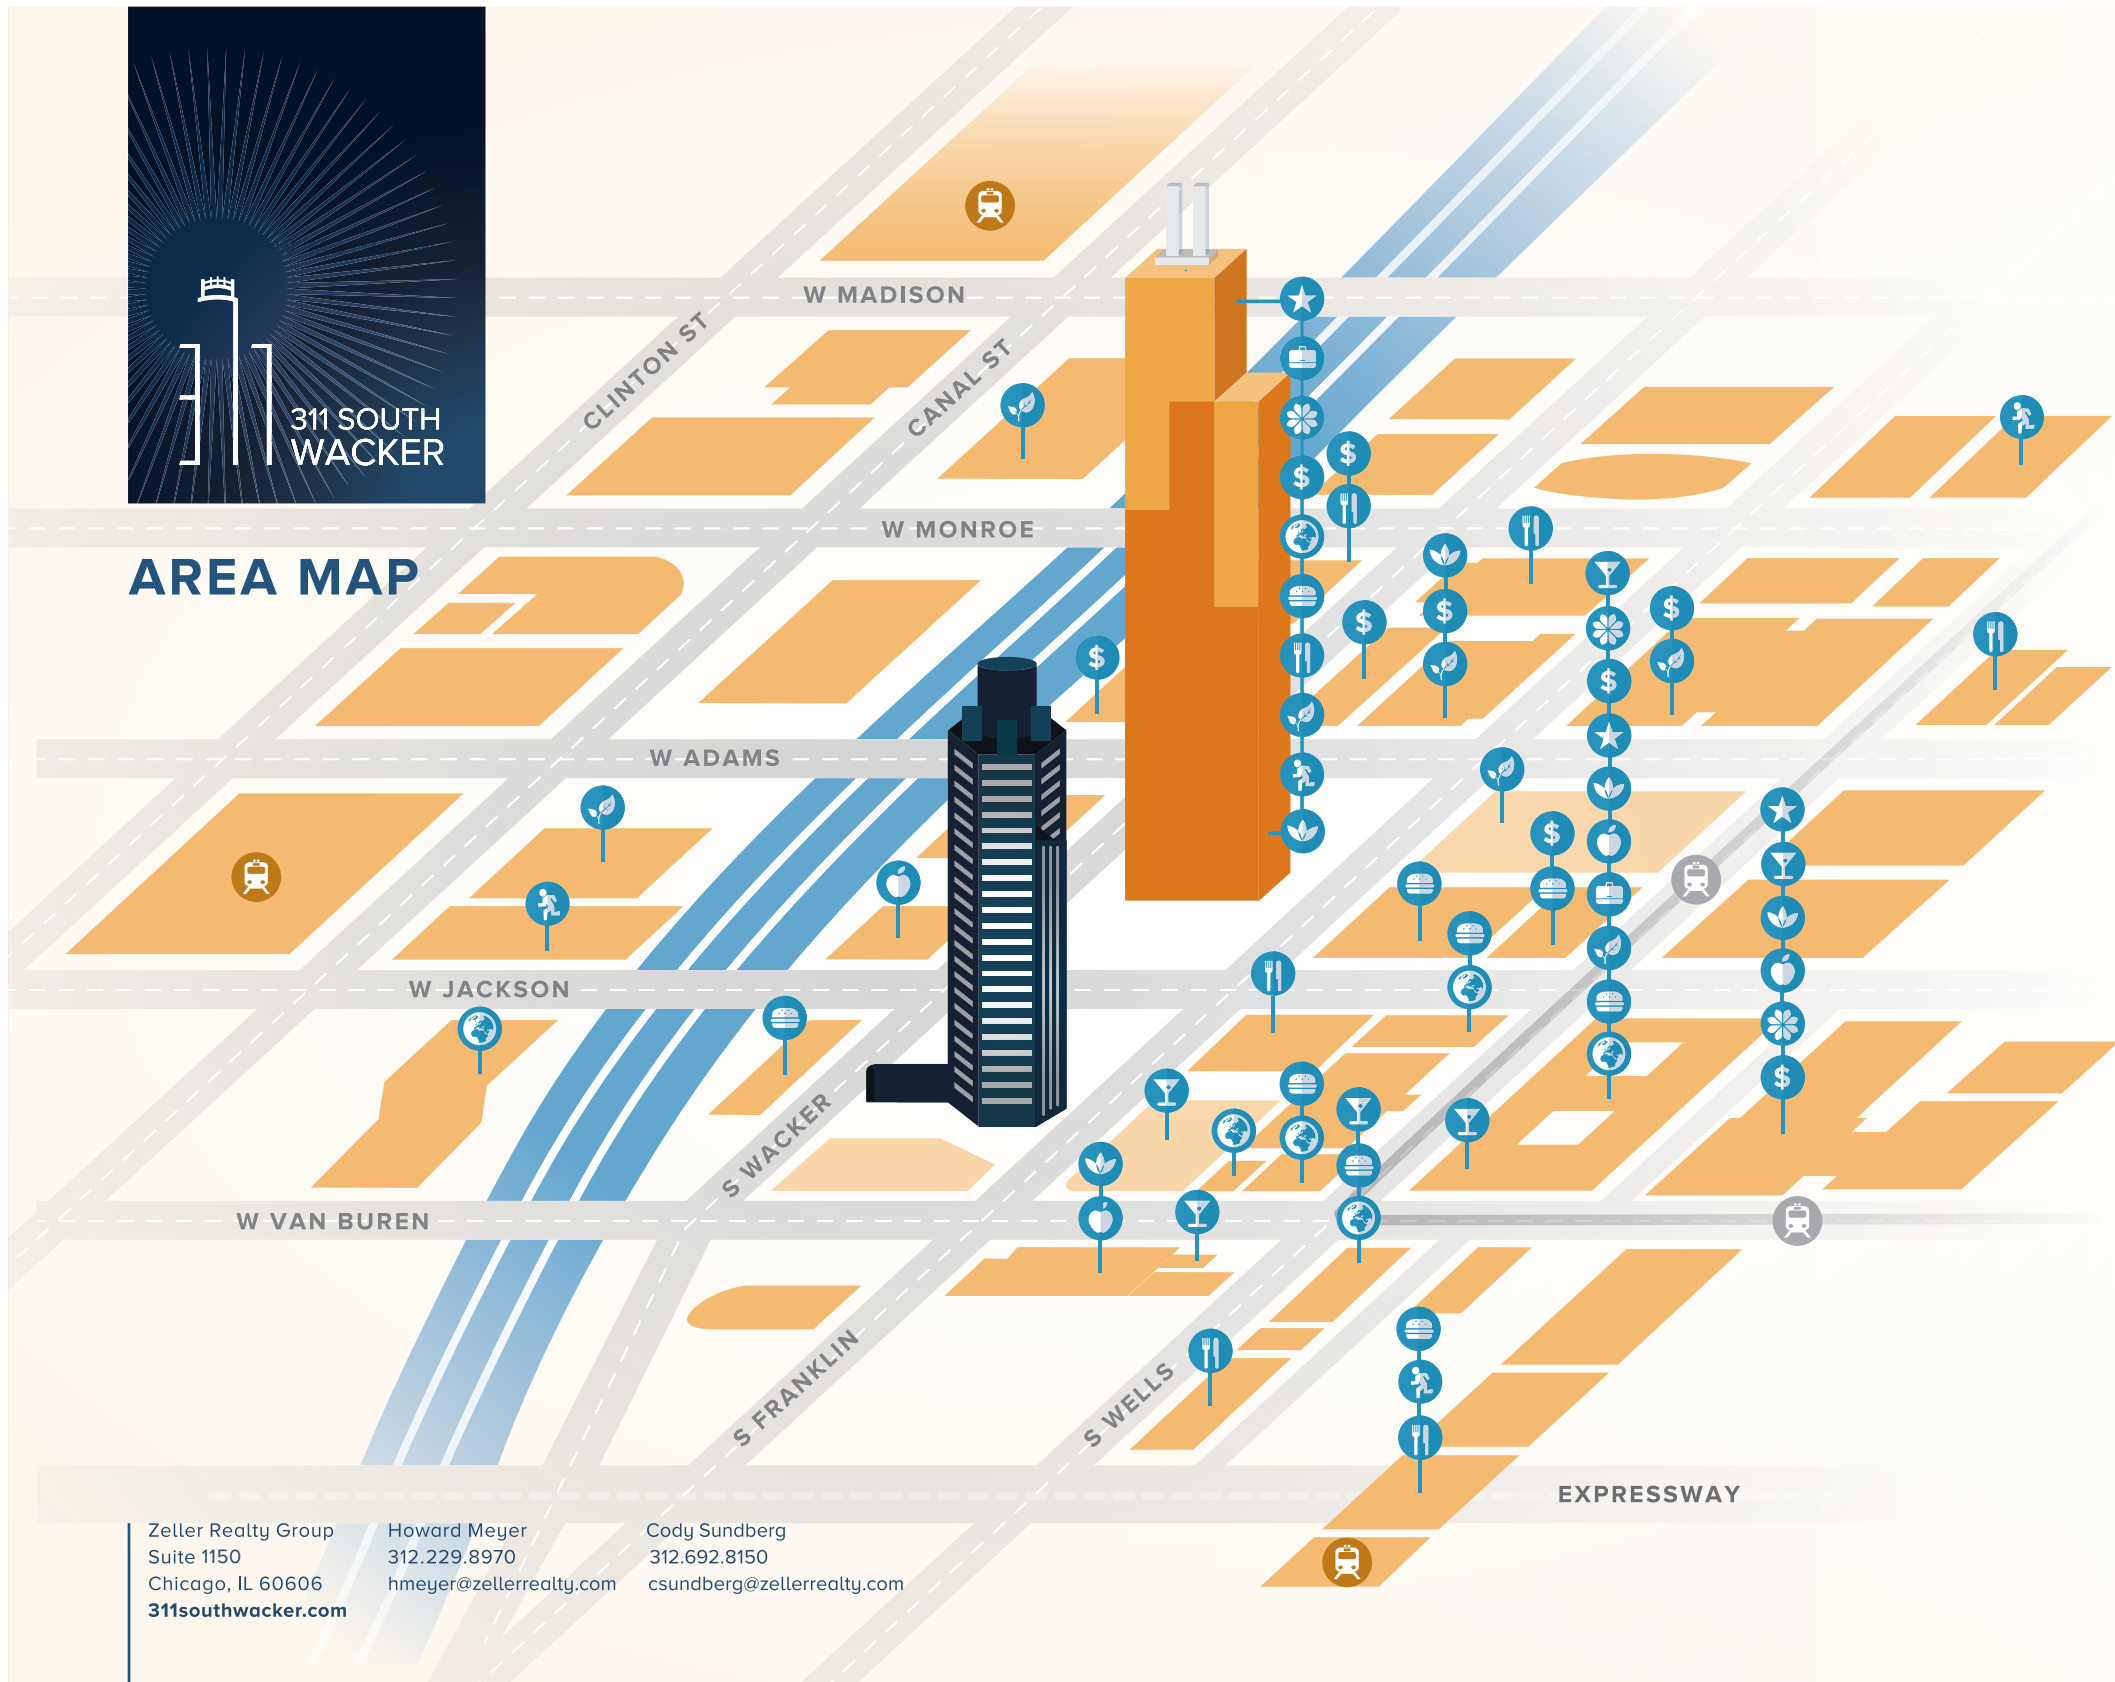 311 SOUTH
WACKER
AREA MAP
W MADISON
CLINTON ST
CANAL ST
W MONROE
W ADAMS
W JACKSON
S WACKER
W VAN BUREN
S FRANKLIN
S WELLS
EXPRESSWAY
Zeller Realty Group
Suite 1150
Chicago, IL 60606
311southwacker.com
Howard Meyer
312.229.8970
hmeyer@zellerrealty.com
Cody Sundberg
312.692.8150
csundberg@zellerrealty.com